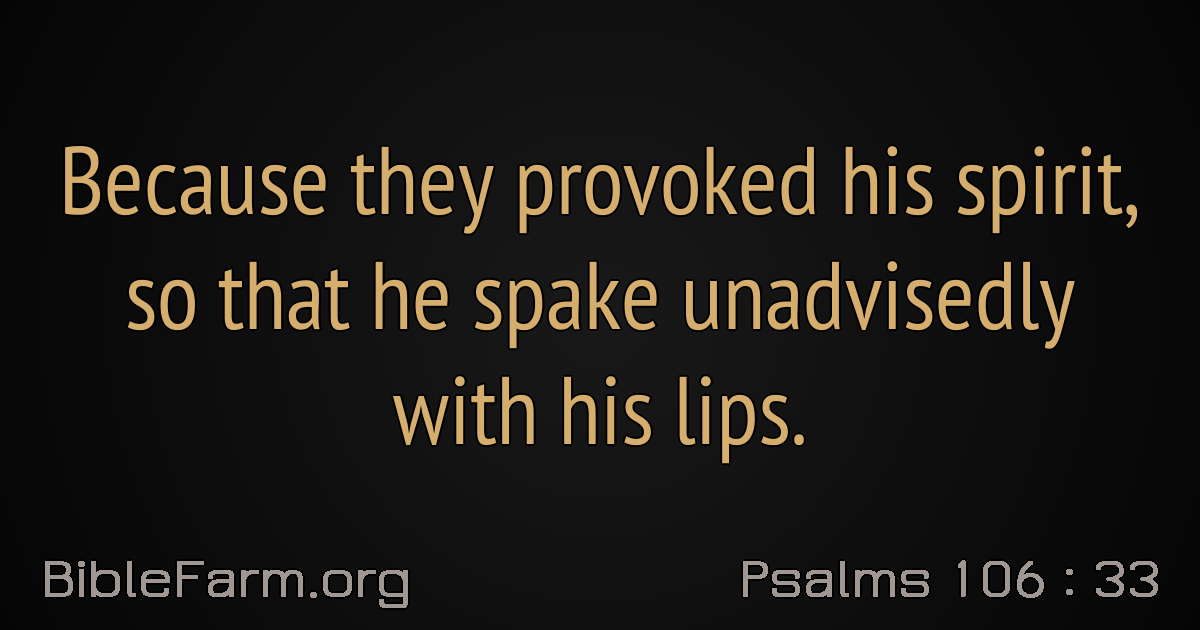 Because they provoked his spirit,
so that he spake unadvisedly
with his lips.
BibleFarm.org
Psalms 106 : 33